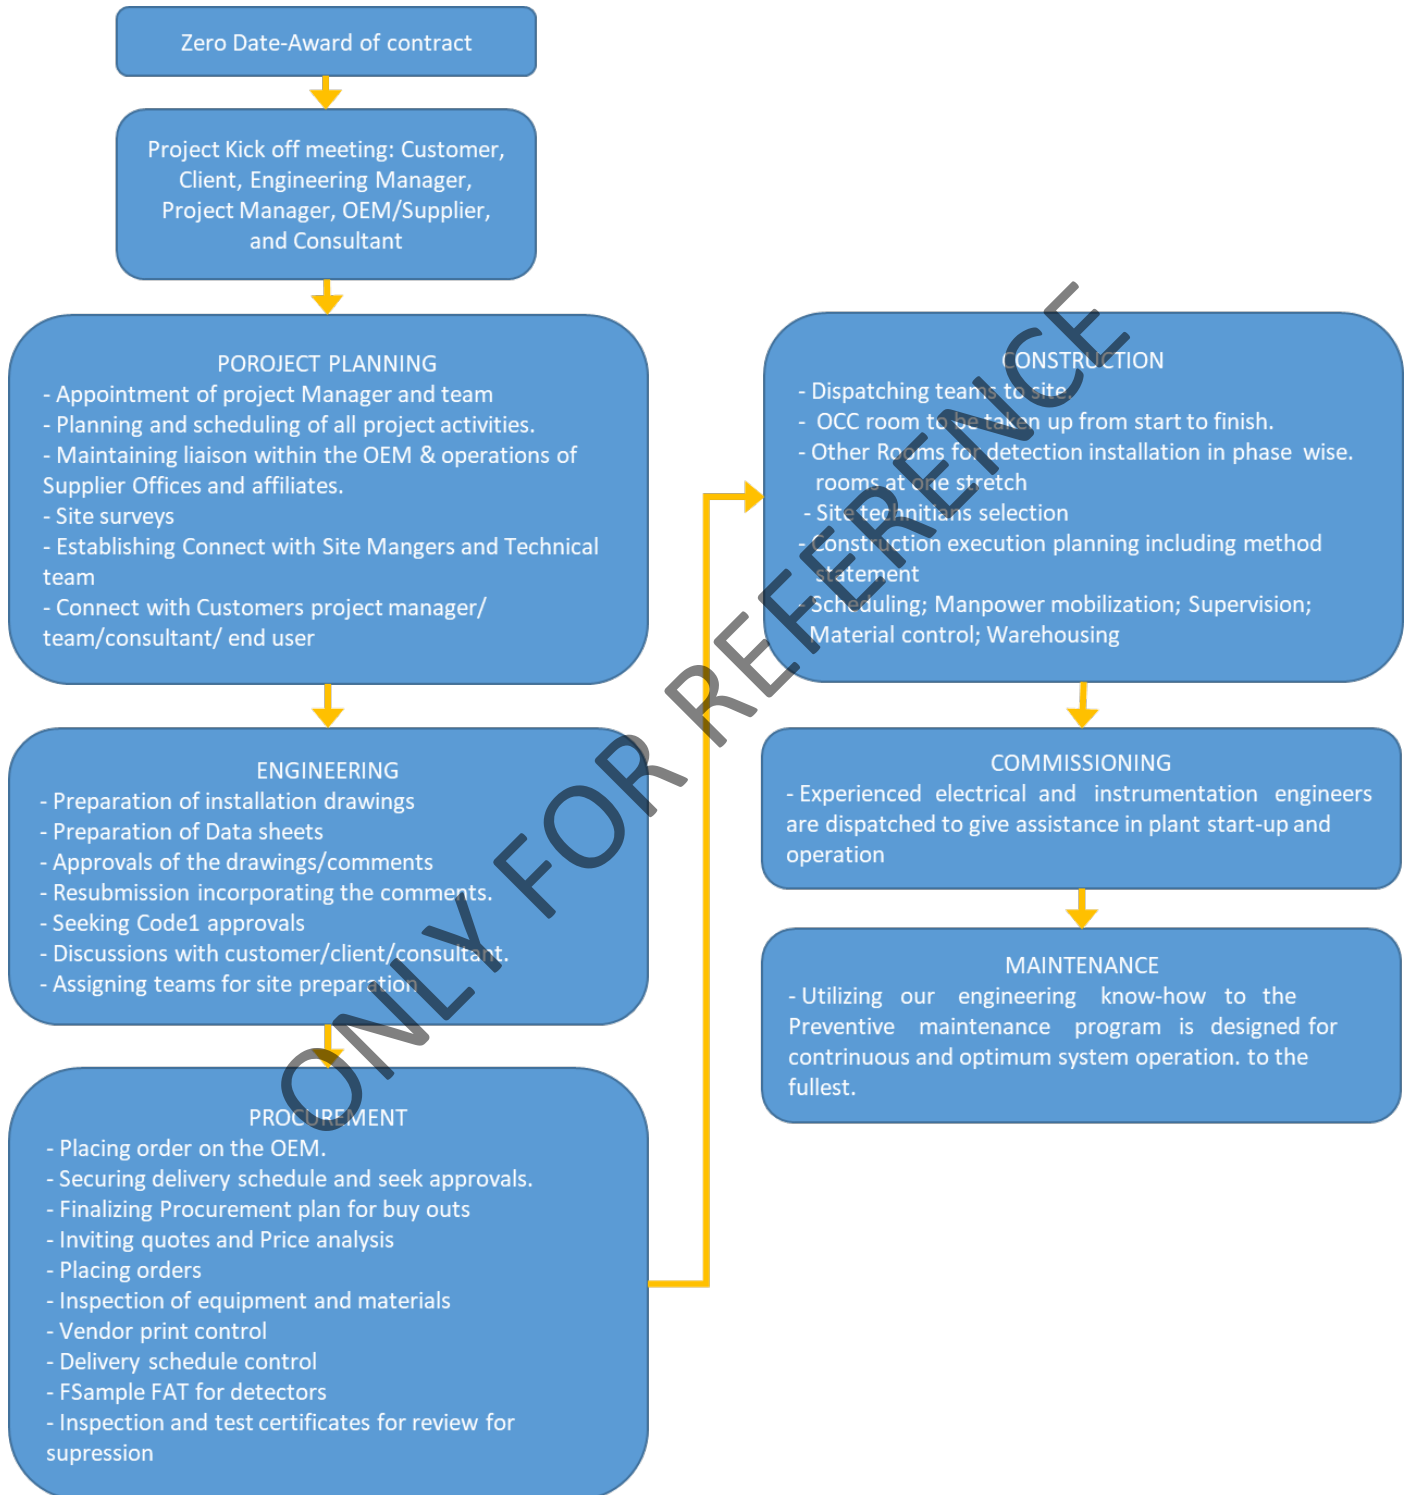 Zero Date-Award of contract
Project Kick off meeting: Customer,
Client, Engineering Manager,
Project Manager, OEM/Supplier,
and Consultant
POROJECT PLANNING
- Appointment of project Manager and team
- Planning and scheduling of all project activities.
- Maintaining liaison within the OEM & operations of
Supplier Offices and affiliates.
- Site surveys
- Establishing Connect with Site Mangers and Technical
team
- Connect with Customers project manager/
team/consultant/ end user
ENGINEERING
- Preparation of installation drawings
- Preparation of Data sheets
- Approvals of the drawings/comments
- Resubmission incorporating the comments.
- Seeking Code1 approvals
- Discussions with customer/client/consultant.
- Assigning teams for site preparation
PROCUREMENT
- Placing order on the OEM.
- Securing delivery schedule and seek approvals.
- Finalizing Procurement plan for buy outs
- Inviting quotes and Price analysis
- Placing orders
- Inspection of equipment and materials
- Vendor print control
- Delivery schedule control
- FSample FAT for detectors
- Inspection and test certificates for review for
supression
CONSTRUCTION
- Dispatching teams to site.
- OCC room to be taken up from start to finish.
- Other Rooms for detection installation in phase wise.
rooms at one stretch
- Site technitians selection
- Construction execution planning including method
statement
- Scheduling; Manpower mobilization; Supervision;
Material control; Warehousing
COMMISSIONING
- Experienced electrical and instrumentation engineers
are dispatched to give assistance in plant start-up and
operation
MAINTENANCE
- Utilizing our engineering know-how to the
Preventive maintenance program is designed for
contrinuous and optimum system operation. to the
fullest.
ONLY FOR REFERENCE